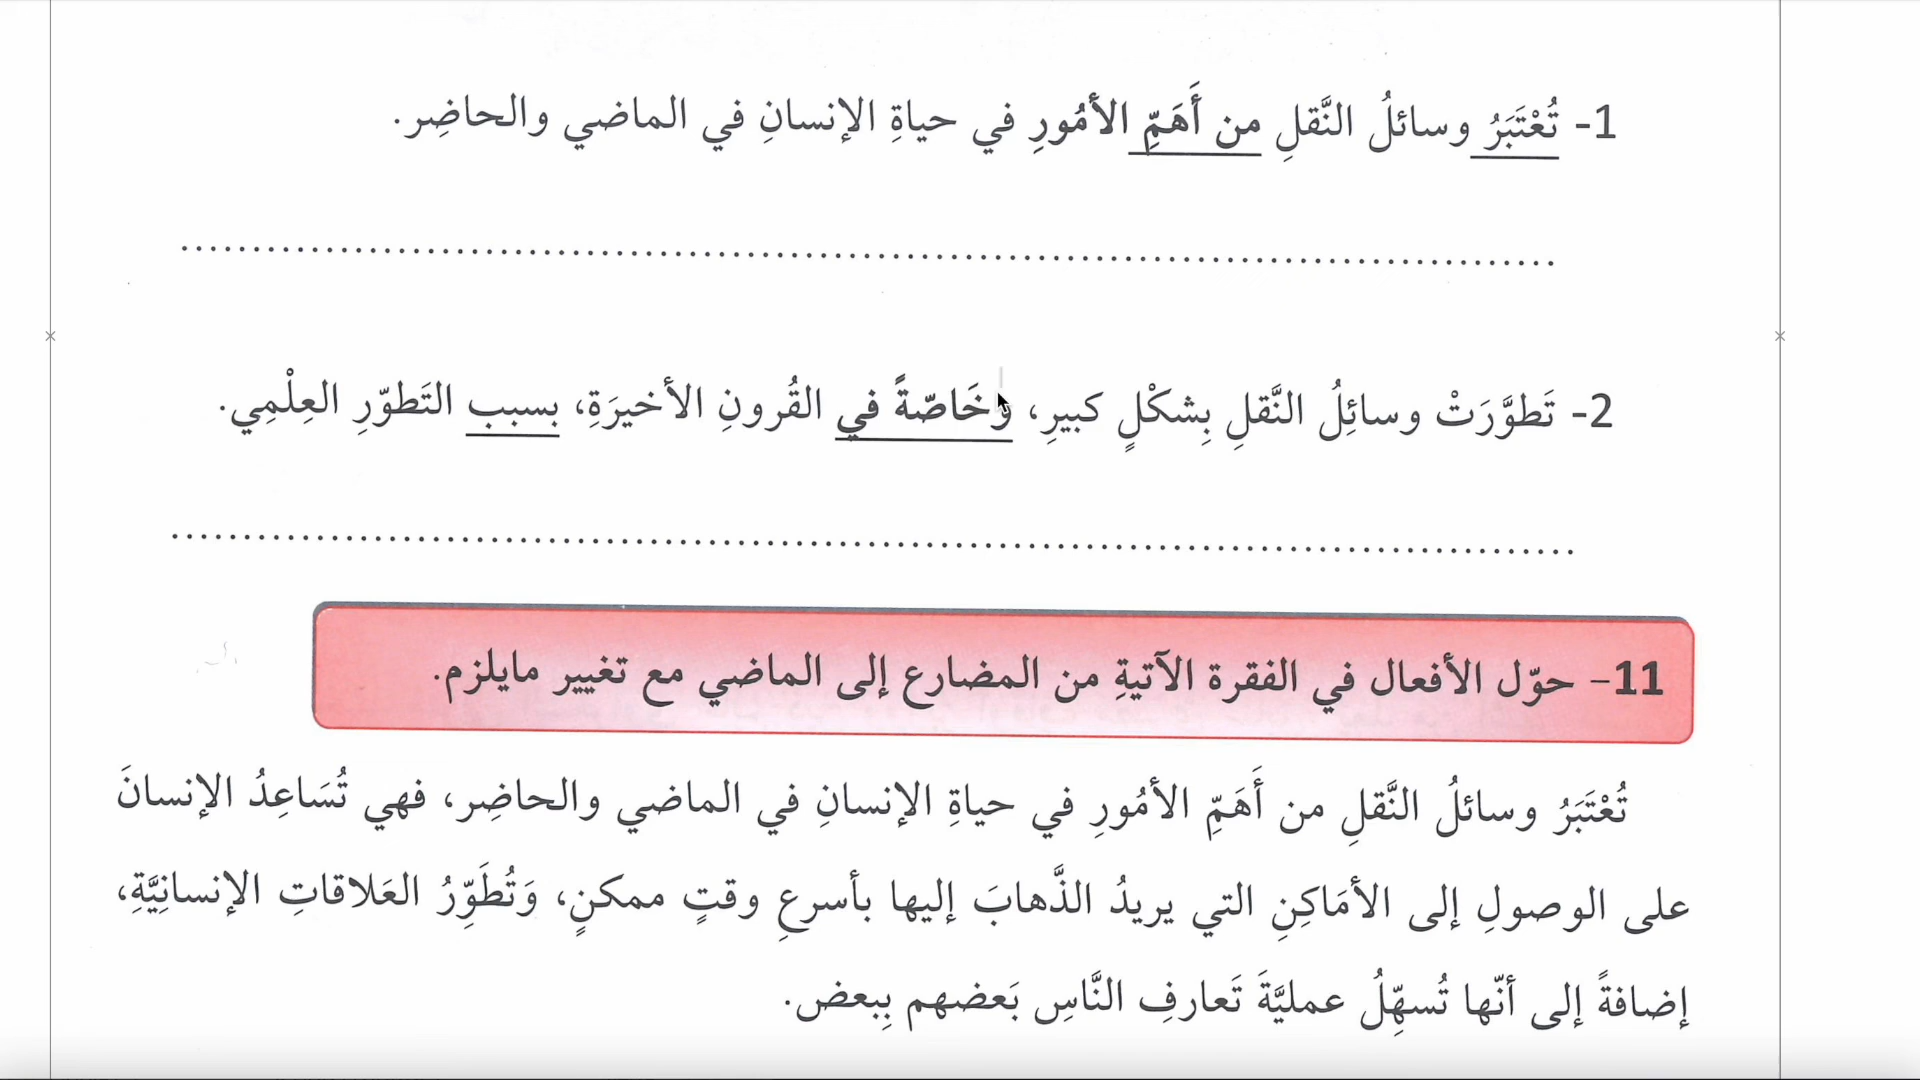 1- تُعْتَبَرُ وسائلُ النَّقلِ من أَهَمِّ الأمُورِ في حياةِ الإنسانِ في الماضي والحاضِر.
2- تَطوَّرَتْ وسائِلُ النَّقلِ بِشكْلٍ كبيرِ، وَخَاصّةً في القُرونِ الأخيرَةِ، بسبب التَطوّرِ العِلْمِي.
11- حوّل الأفعال في الفقرة الآتيةِ من المضارع إلى الماضي مع تغيير مايلزم.
تُعْتَبَرُ وسائلُ النَّقلِ من أَهَمِّ الأمُورِ في حياةِ الإنسانِ في الماضي والحاضِر، فهي تُسَاعِدُ الإنسانَ
على الوصولِ إلى الأمَاكِنِ التي يريدُ الذَّهابَ إليها بأسرعِ وقتٍ ممكنٍ، وَتُطَوِّرُ العَلاقاتِ الإنسانِيَّةِ،
إضافةً إلى أنّها تُسهِّلُ عمليَّةَ تَعارفِ النَّاسِ بَعضهم بِبعض.